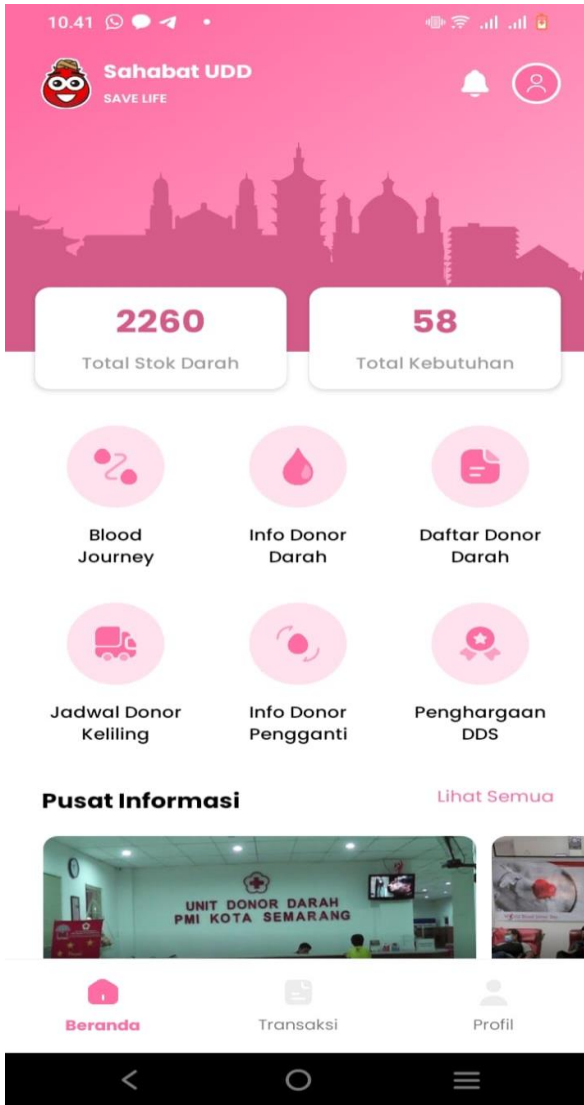 10.41
Sahabat UDD
SAVE LIFE
2260
Total Stok Darah
58
Total Kebutuhan
Blood
Journey
Info Donor
Darah
Daftar Donor
Darah
Jadwal Donor
Keliling
Info Donor
Pengganti
Penghargaan
DDS
Pusat Informasi
Lihat Semua
UNIT DONOR DARAH
PMI KOTA SEMARANG
Beranda
Transaksi
Profil